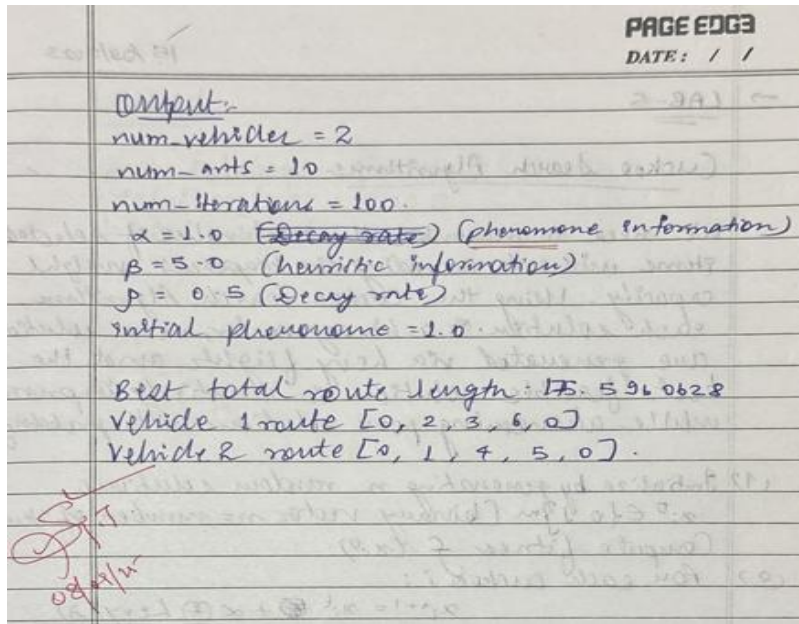 PAGE EDGE
DATE: / /
Output:-
num_vehicles = 2
num_ants = 10
num_iterations = 100.
α = 1.0 (Decay rate) (pheromone information)
β = 5.0 (heuristic information)
ρ = 0.5 (Decay rate)
initial pheronome = 1.0.
Best total route length: 175.5960628
Vehicle 1 route [0, 2, 3, 6, 0]
Vehicle 2 route [0, 1, 4, 5, 0].